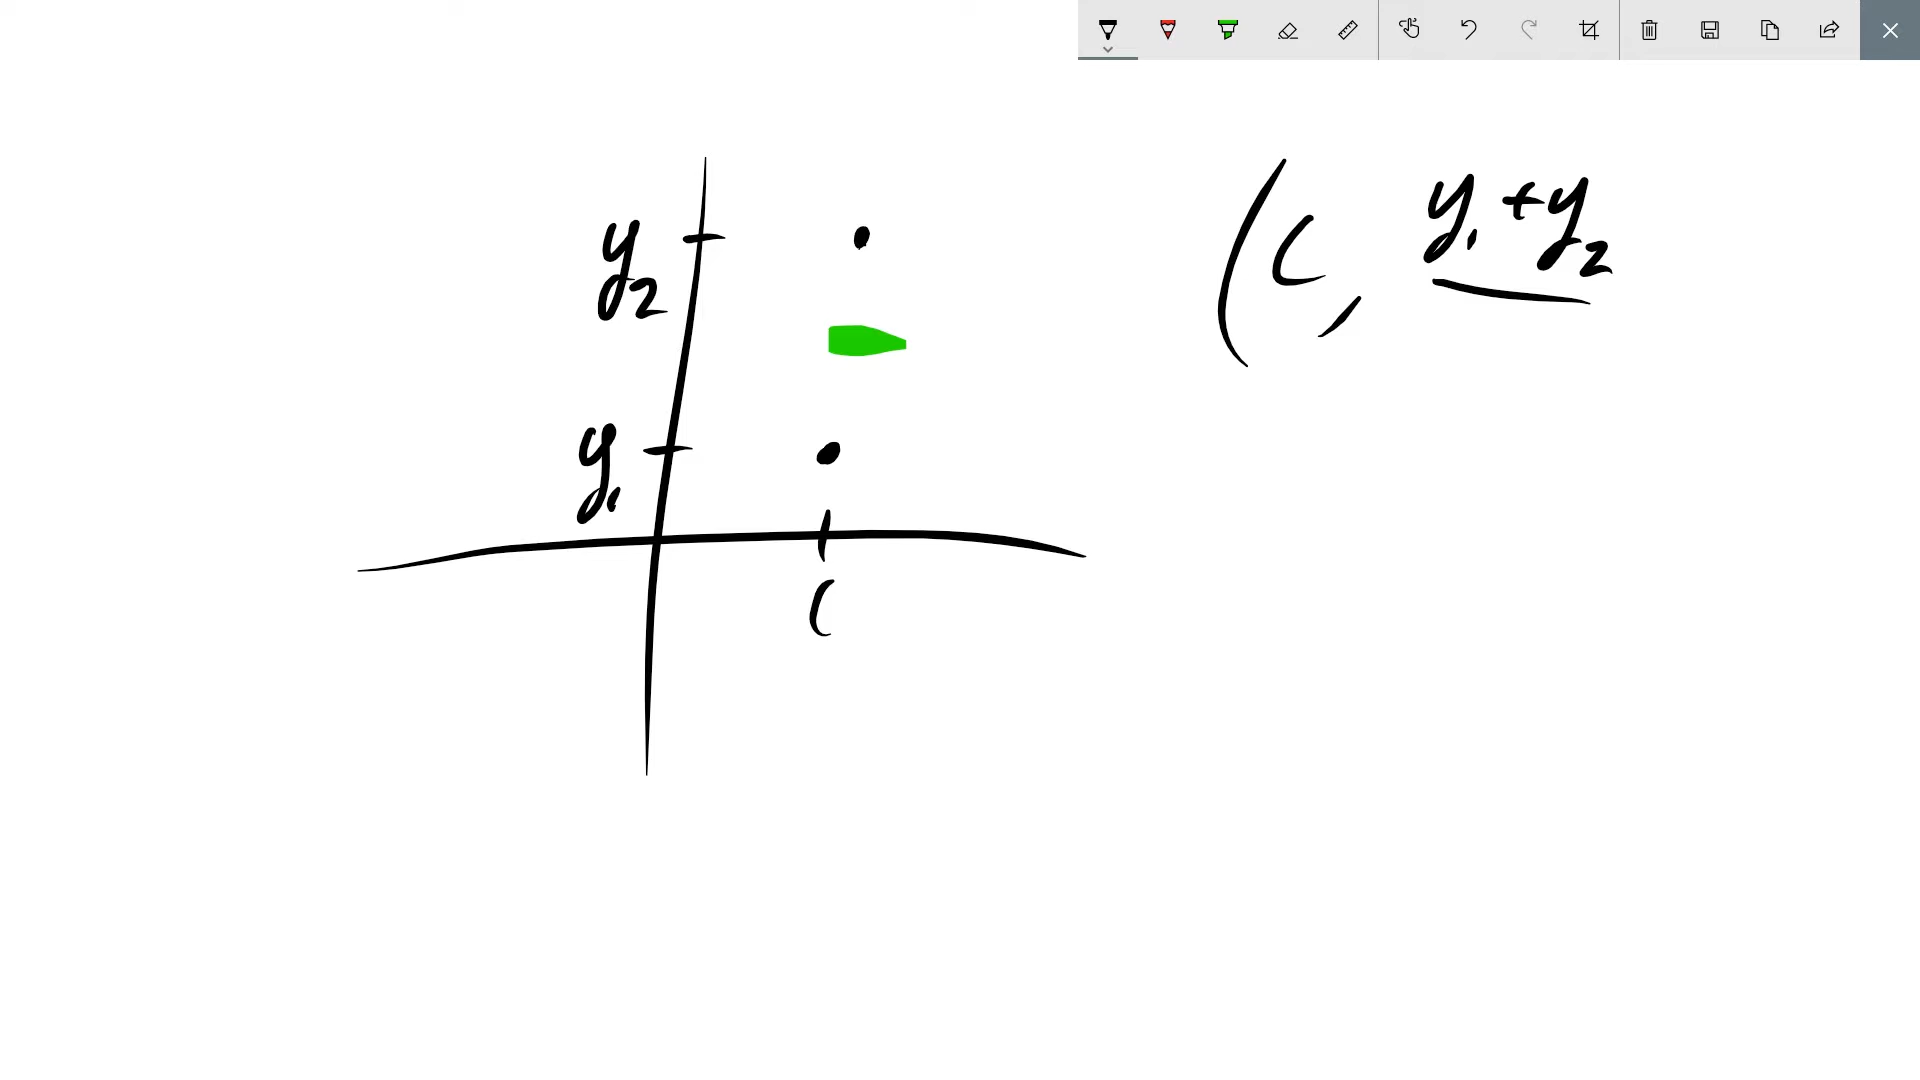 y₂
(c, y₁ + y₂
y₁
c